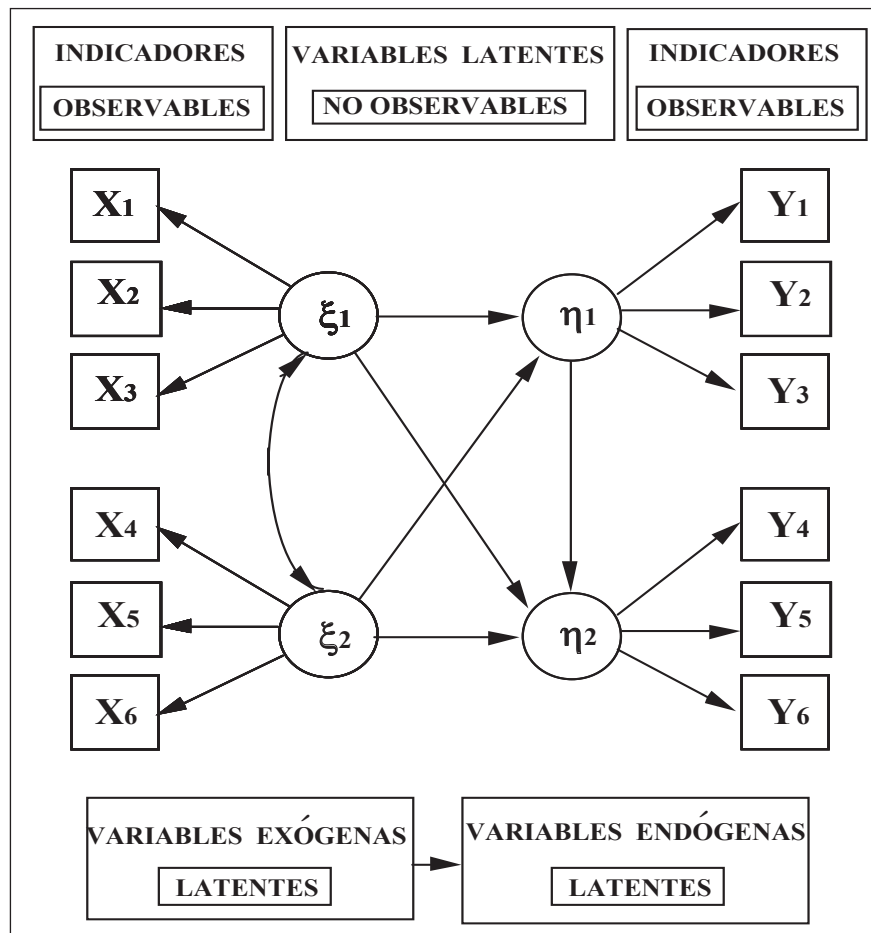 INDICADORES
OBSERVABLES
VARIABLES LATENTES
NO OBSERVABLES
INDICADORES
OBSERVABLES
X1
X2
X3
ξ1
η1
Y1
Y2
Y3
X4
X5
X6
ξ2
η2
Y4
Y5
Y6
VARIABLES EXÓGENAS
LATENTES
VARIABLES ENDÓGENAS
LATENTES